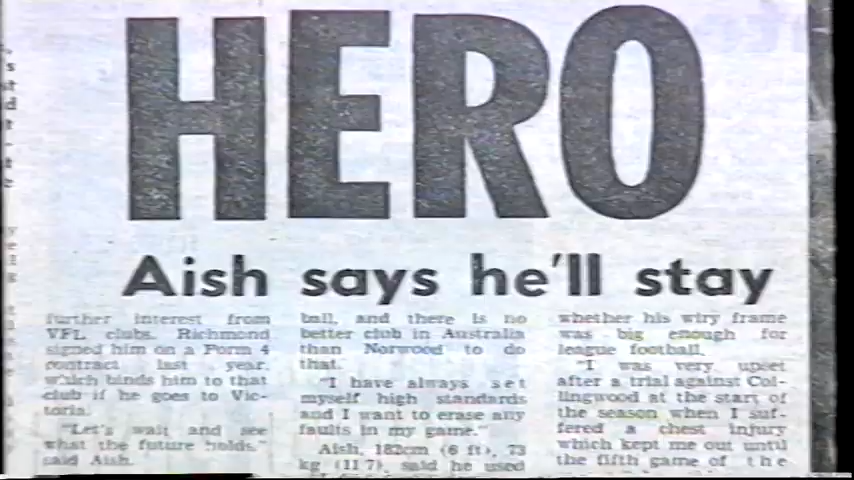 HERO
Aish says he'll stay
further interest from
VFL clubs. Richmond
signed him on a Form 4
contract last year,
which binds him to that
club if he goes to Vic-
toria.
"Let's wait and see
what the future holds,"
said Aish.
ball, and there is no
better club in Australia
than Norwood to do
that.
"I have always set
myself high standards
and I want to erase any
faults in my game."
Aish, 182cm (6 ft), 73
kg (11 7), said he used
whether his wiry frame
was big enough for
league football.
"I was very upset
after a trial against Col-
lingwood at the start of
the season when I suf-
fered a chest injury
which kept me out until
the fifth game of the